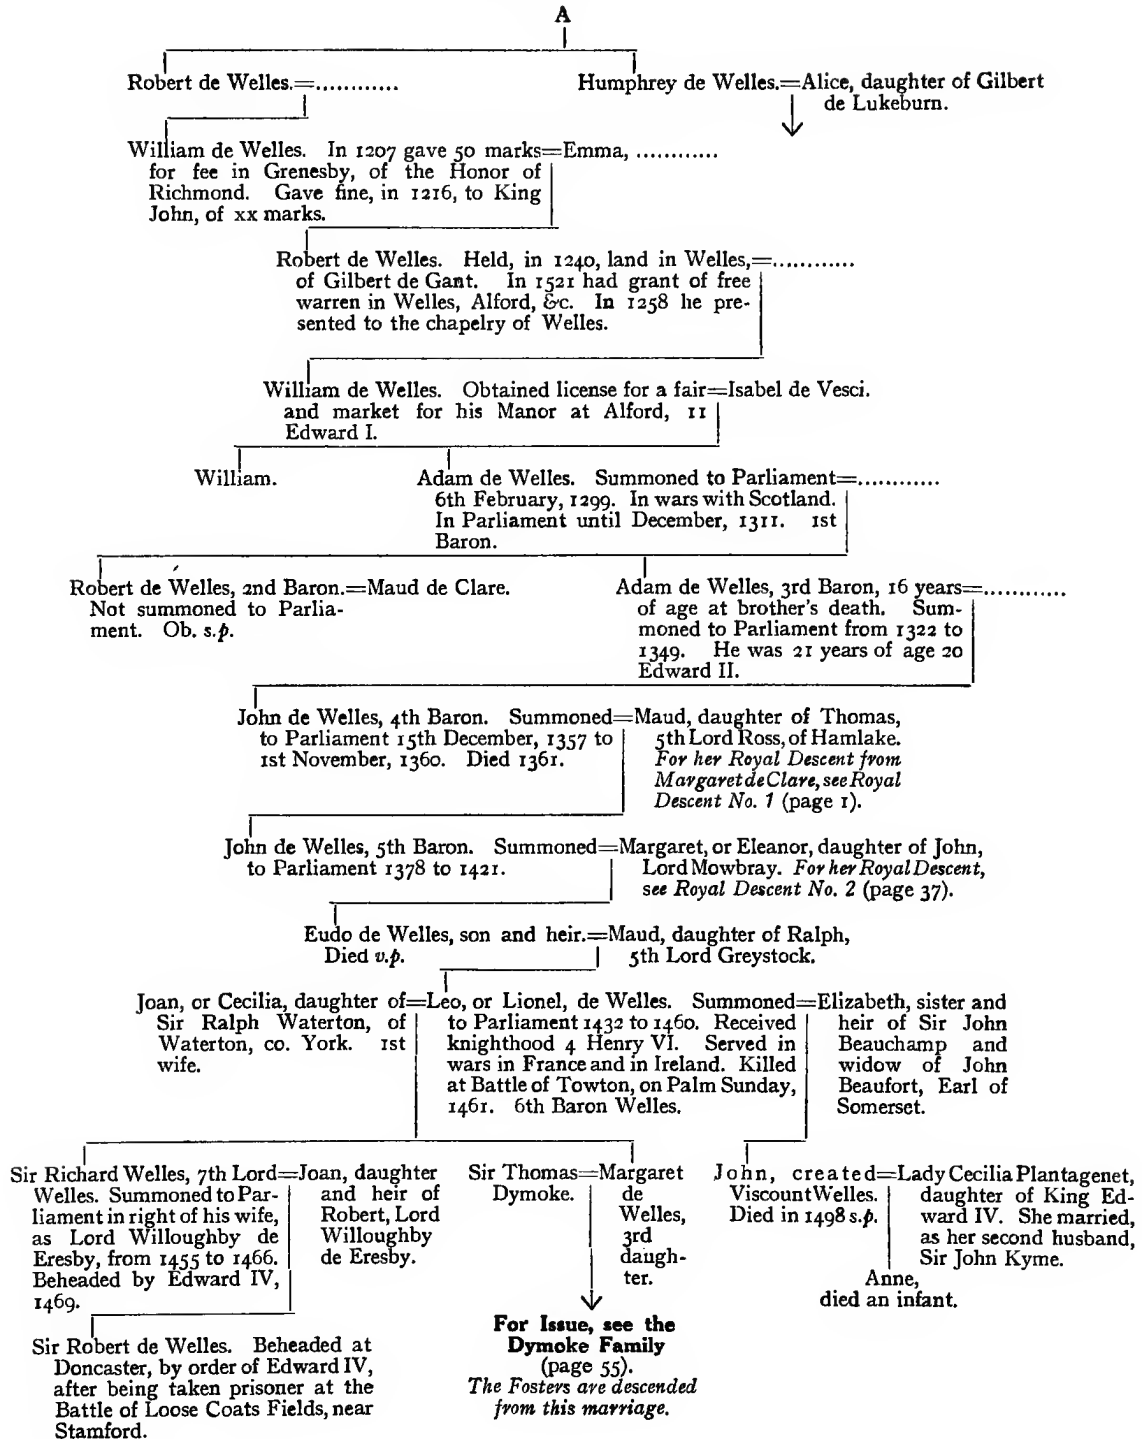 A
Robert de Welles.=............
Humphrey de Welles.=Alice, daughter of Gilbert
de Lukeburn.
William de Welles. In 1207 gave 50 marks=Emma, ............
for fee in Grenesby, of the Honor of
Richmond. Gave fine, in 1216, to King
John, of xx marks.
Robert de Welles. Held, in 1240, land in Welles,=............
of Gilbert de Gant. In 1521 had grant of free
warren in Welles, Alford, &c. In 1258 he pre-
sented to the chapelry of Welles.
William de Welles. Obtained license for a fair=Isabel de Vesci.
and market for his Manor at Alford, 11
Edward I.
William.
Adam de Welles. Summoned to Parliament=............
6th February, 1299. In wars with Scotland.
In Parliament until December, 1311. 1st
Baron.
Robert de Welles, 2nd Baron.=Maud de Clare.
Not summoned to Parlia-
ment. Ob. s.p.
Adam de Welles, 3rd Baron, 16 years=............
of age at brother's death. Sum-
moned to Parliament from 1322 to
1349. He was 21 years of age 20
Edward II.
John de Welles, 4th Baron. Summoned=
to Parliament 15th December, 1357 to
1st November, 1360. Died 1361.
Maud, daughter of Thomas,
5th Lord Ross, of Hamlake.
For her Royal Descent from
Margaret de Clare, see Royal
Descent No. 1 (page 1).
John de Welles, 5th Baron. Summoned=
to Parliament 1378 to 1421.
Margaret, or Eleanor, daughter of John,
Lord Mowbray. For her Royal Descent,
see Royal Descent No. 2 (page 37).
Eudo de Welles, son and heir.=
Died v.p.
Maud, daughter of Ralph,
5th Lord Greystock.
Joan, or Cecilia, daughter of=
Sir Ralph Waterton, of
Waterton, co. York. 1st
wife.
Leo, or Lionel, de Welles. Summoned=
to Parliament 1432 to 1460. Received
knighthood 4 Henry VI. Served in
wars in France and in Ireland. Killed
at Battle of Towton, on Palm Sunday,
1461. 6th Baron Welles.
Elizabeth, sister and
heir of Sir John
Beauchamp and
widow of John
Beaufort, Earl of
Somerset.
Sir Richard Welles, 7th Lord=
Welles. Summoned to Par-
liament in right of his wife,
as Lord Willoughby de
Eresby, from 1455 to 1466.
Beheaded by Edward IV,
1469.
Joan, daughter
and heir of
Robert, Lord
Willoughby
de Eresby.
Sir Thomas=
Dymoke.
Margaret
de
Welles,
3rd
daugh-
ter.
John, created=
Viscount Welles.
Died in 1498 s.p.
Lady Cecilia Plantagenet,
daughter of King Ed-
ward IV. She married,
as her second husband,
Sir John Kyme.
Anne,
died an infant.
For Issue, see the
Dymoke Family
(page 55).
The Fosters are descended
from this marriage.
Sir Robert de Welles. Beheaded at
Doncaster, by order of Edward IV,
after being taken prisoner at the
Battle of Loose Coats Fields, near
Stamford.